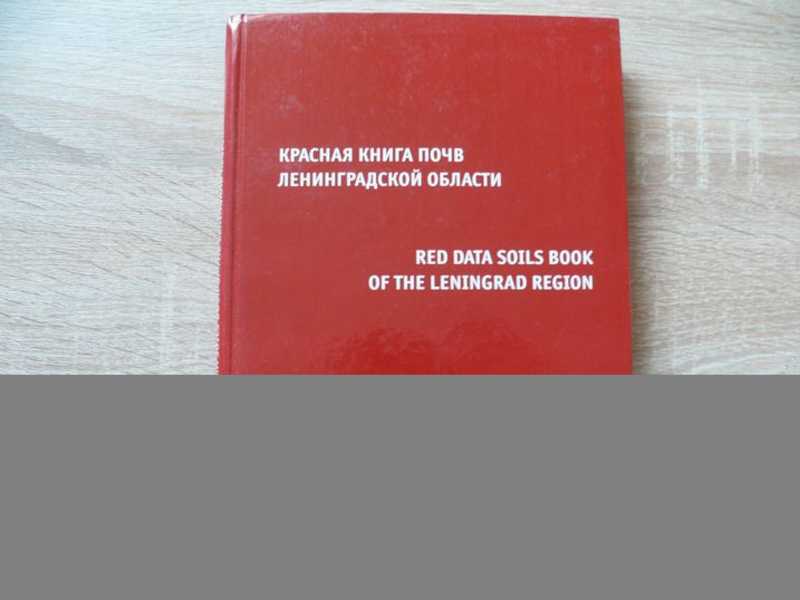 КРАСНАЯ КНИГА ПОЧВ
ЛЕНИНГРАДСКОЙ ОБЛАСТИ
RED DATA SOILS BOOK
OF THE LENINGRAD REGION